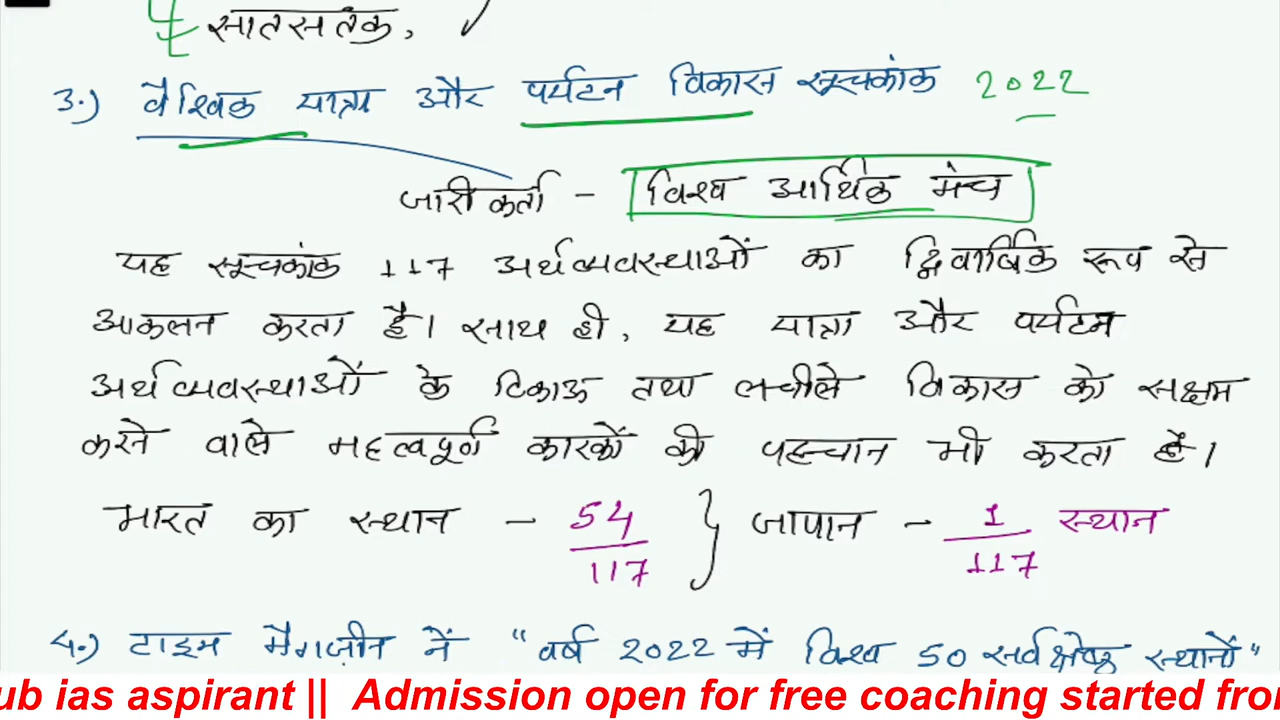 सातसतक,
3.) वैश्विक यात्रा और पर्यटन विकास सूचकांक 2022
जारीकर्ता - विश्व आर्थिक मंच
यह सूचकांक 117 अर्थव्यवस्थाओं का द्विवार्षिक रूप से
आकलन करता है। साथ ही, यह यात्रा और पर्यटन
अर्थव्यवस्थाओं के टिकाऊ तथा लचीले विकास को सक्षम
करने वाले महत्वपूर्ण कारकों की पहचान भी करता है।
भारत का स्थान - 54/117 } जापान - 1/117 स्थान
4.) टाइम मैगज़ीन ने "वर्ष 2022 में विश्व 50 सर्वश्रेष्ठ स्थानों"
ub ias aspirant || Admission open for free coaching started fro